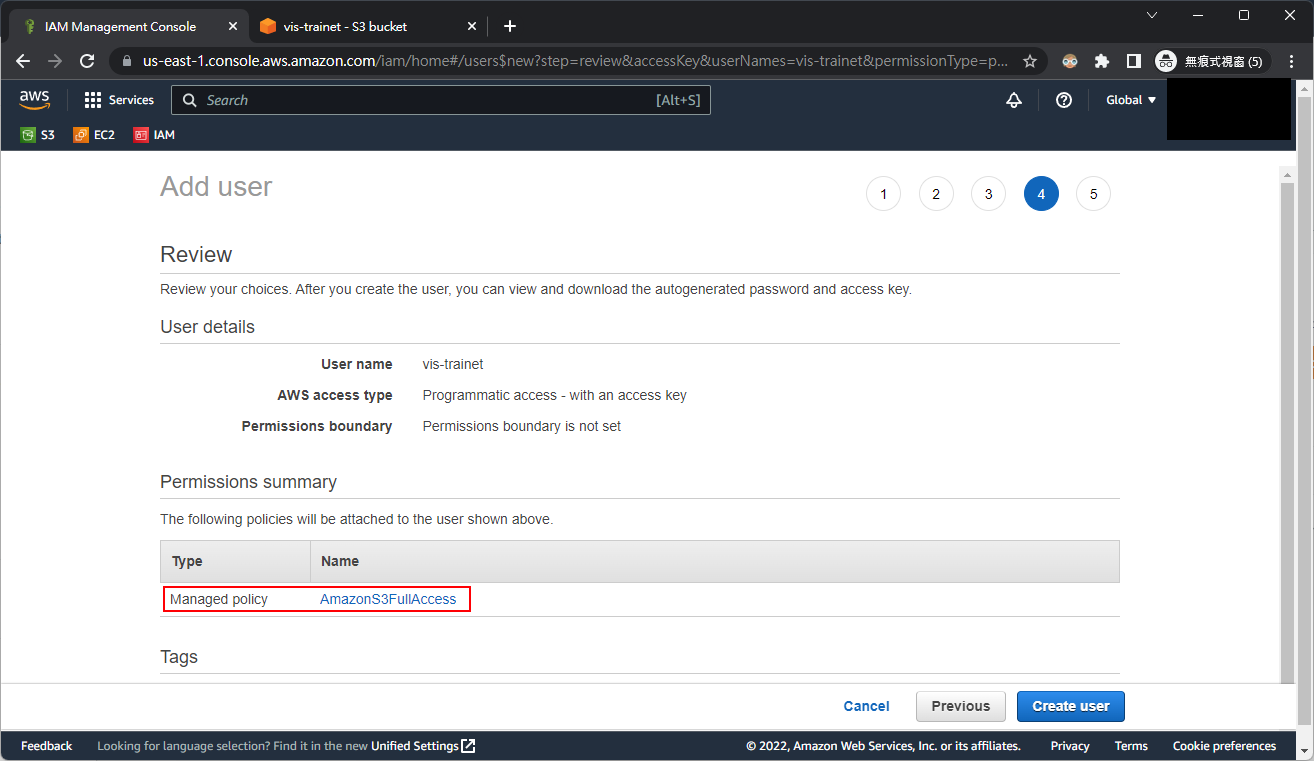 IAM Management Console
vis-trainet - S3 bucket
us-east-1.console.aws.amazon.com/iam/home#/users$new?step=review&accessKey&userNames=vis-trainet&permissionType=p...
無痕式視窗 (5)
aws
Services
Search
[Alt+S]
Global
S3
EC2
IAM
Add user
1
2
3
4
5
Review
Review your choices. After you create the user, you can view and download the autogenerated password and access key.
User details
User name vis-trainet
AWS access type Programmatic access - with an access key
Permissions boundary Permissions boundary is not set
Permissions summary
The following policies will be attached to the user shown above.
Type Name
Managed policy AmazonS3FullAccess
Tags
Cancel
Previous
Create user
Feedback
Looking for language selection? Find it in the new Unified Settings
© 2022, Amazon Web Services, Inc. or its affiliates.
Privacy
Terms
Cookie preferences